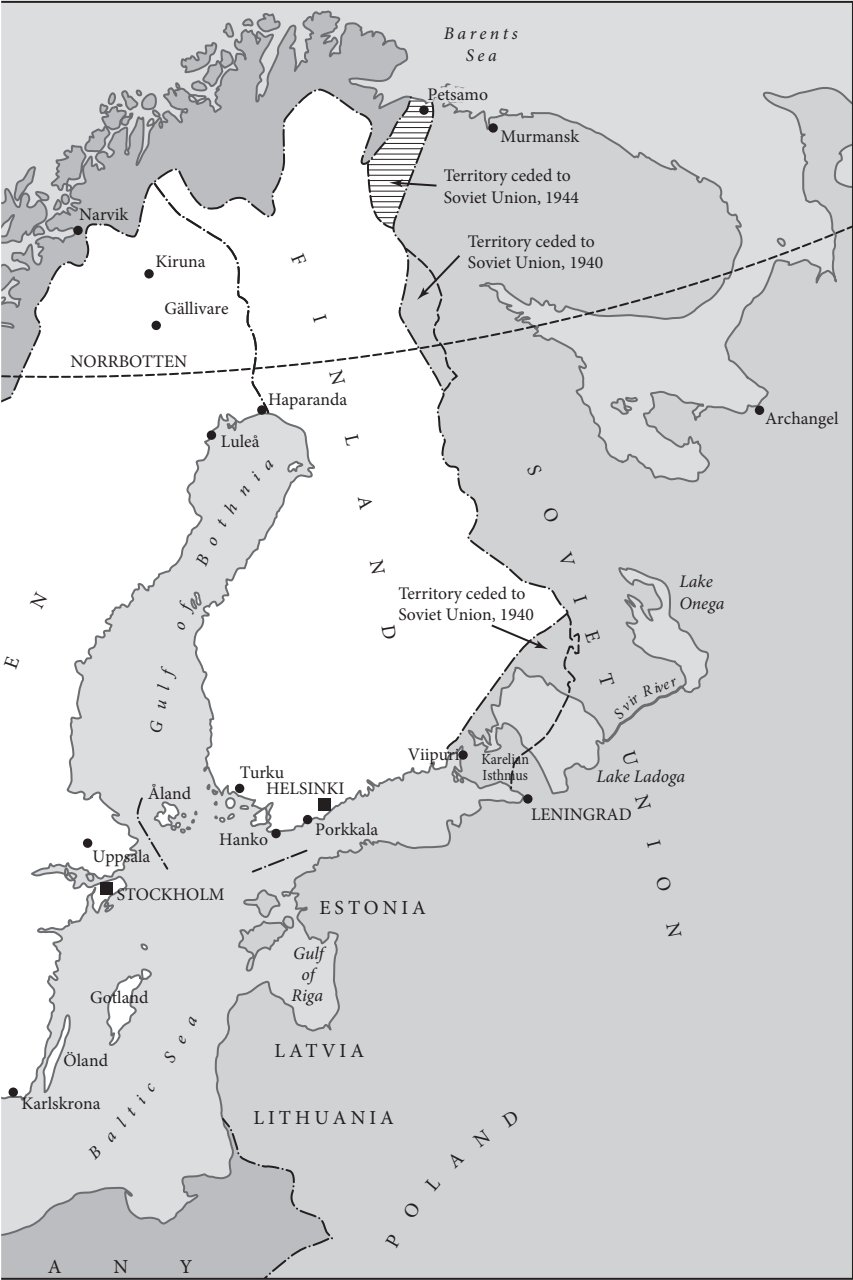 Barents
Sea
Petsamo
Murmansk
Territory ceded to
Soviet Union, 1944
Narvik
Territory ceded to
Soviet Union, 1940
Kiruna
Gällivare
NORRBOTTEN
Haparanda
Archangel
Luleå
FINLAND
Gulf of Bothnia
SOVIET UNION
Territory ceded to
Soviet Union, 1940
Lake
Onega
E N
Svir River
Viipuri
Karelian
Isthmus
Lake Ladoga
Turku
HELSINKI
Åland
LENINGRAD
Hanko
Porkkala
Uppsala
STOCKHOLM
ESTONIA
Gulf
of
Riga
Gotland
LATVIA
Öland
Karlskrona
Baltic Sea
LITHUANIA
POLAND
A N Y